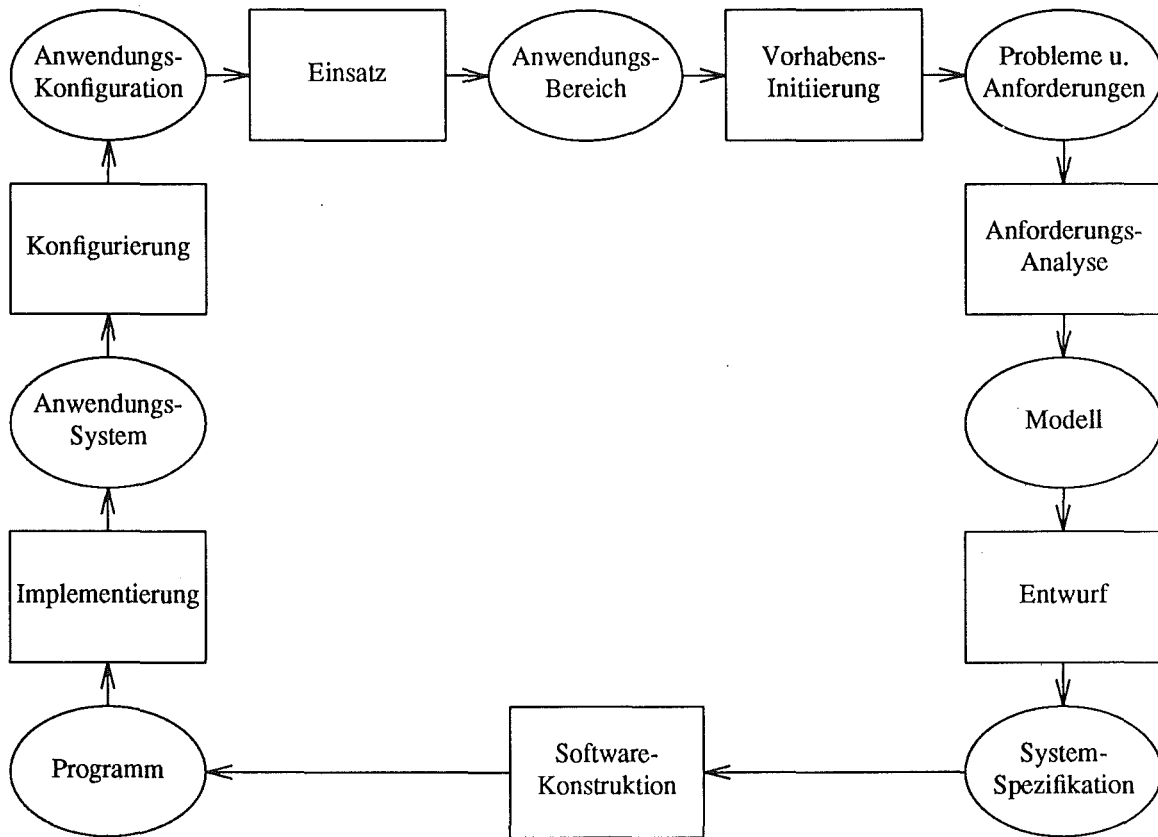 Anwendungs-
Konfiguration
Einsatz
Anwendungs-
Bereich
Vorhabens-
Initiierung
Probleme u.
Anforderungen
Konfigurierung
Anforderungs-
Analyse
Anwendungs-
System
Modell
Implementierung
Entwurf
Programm
Software-
Konstruktion
System-
Spezifikation